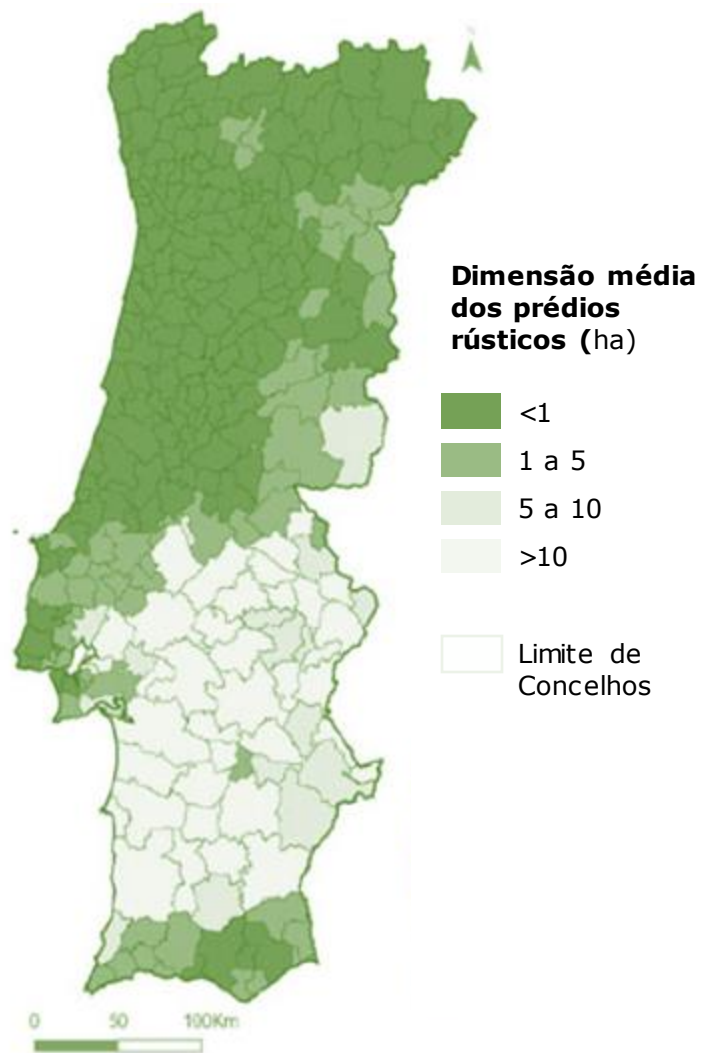 Dimensão média
dos prédios
rústicos (ha)
<1
1 a 5
5 a 10
>10
Limite de
Concelhos
0 50 100Km